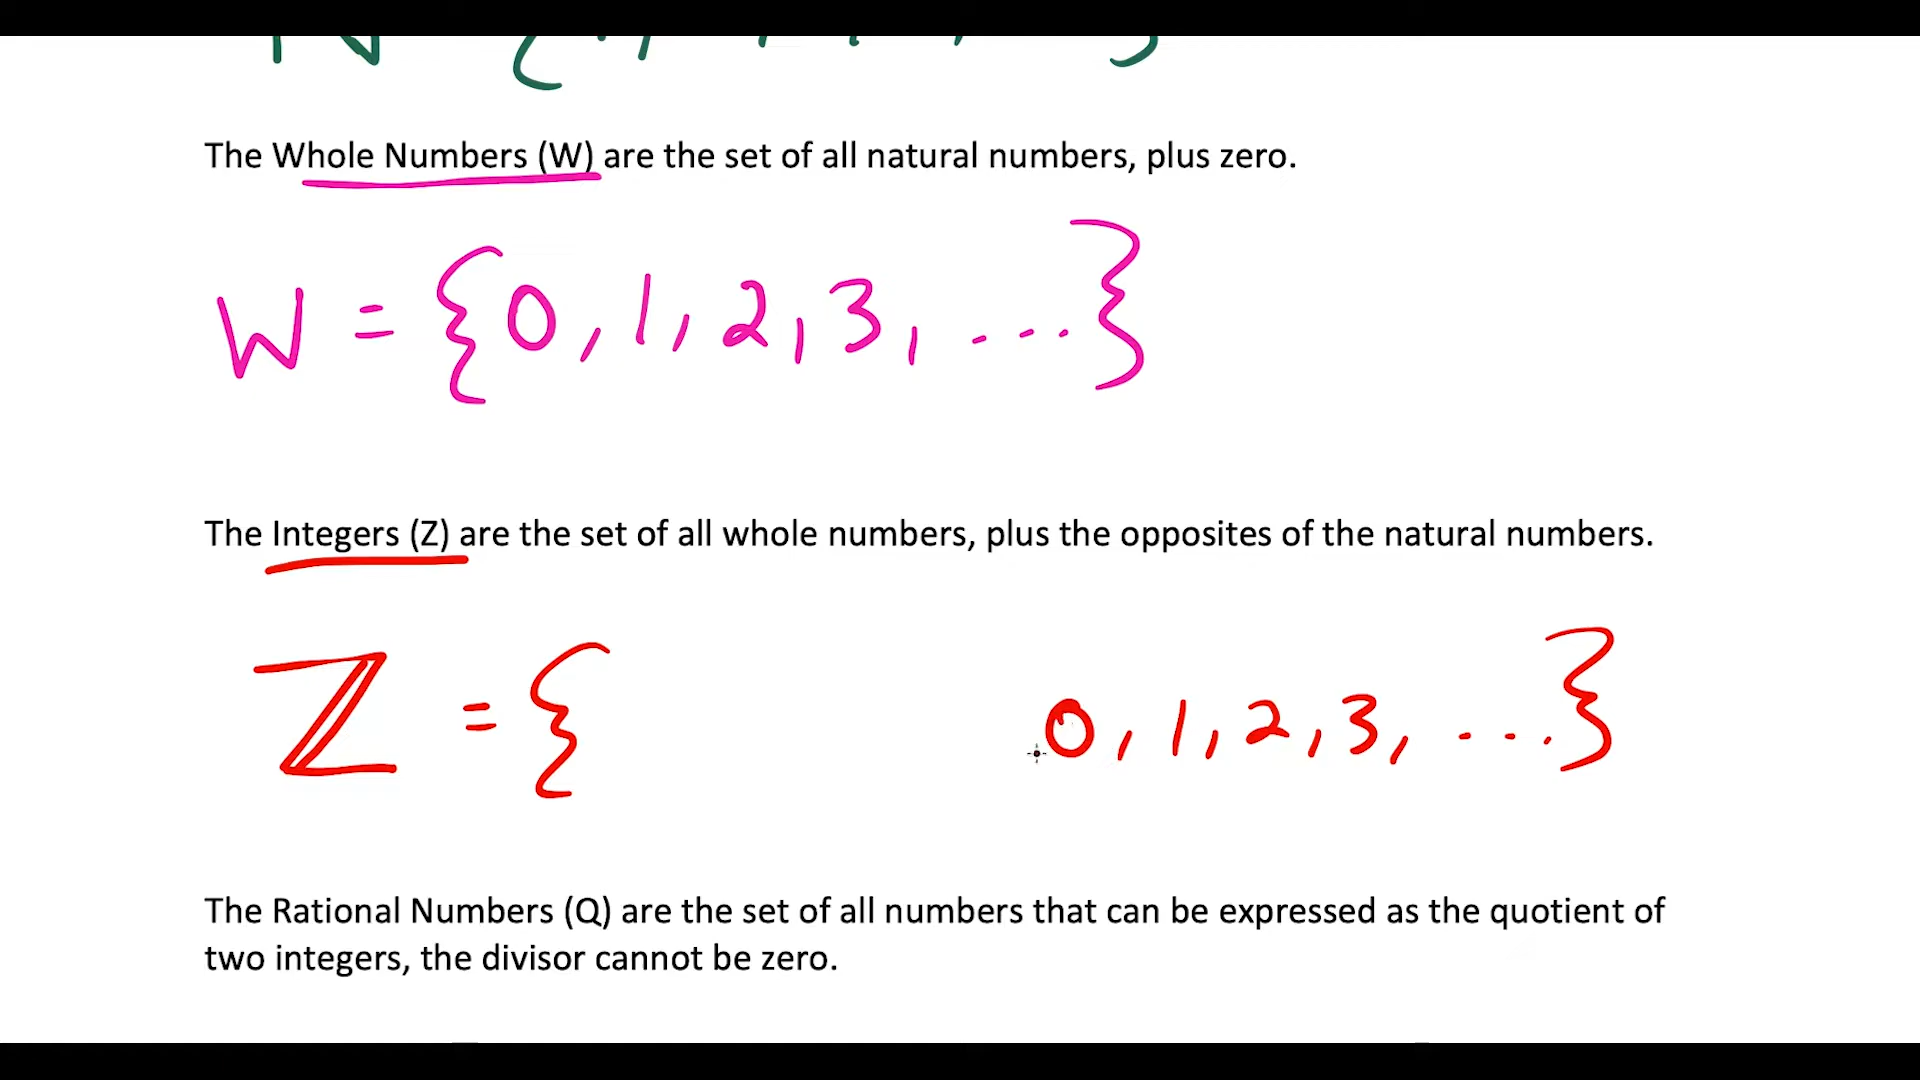 The Whole Numbers (W) are the set of all natural numbers, plus zero.
W = {0, 1, 2, 3, ...}
The Integers (Z) are the set of all whole numbers, plus the opposites of the natural numbers.
ℤ = { 0, 1, 2, 3, ...}
The Rational Numbers (Q) are the set of all numbers that can be expressed as the quotient of
two integers, the divisor cannot be zero.